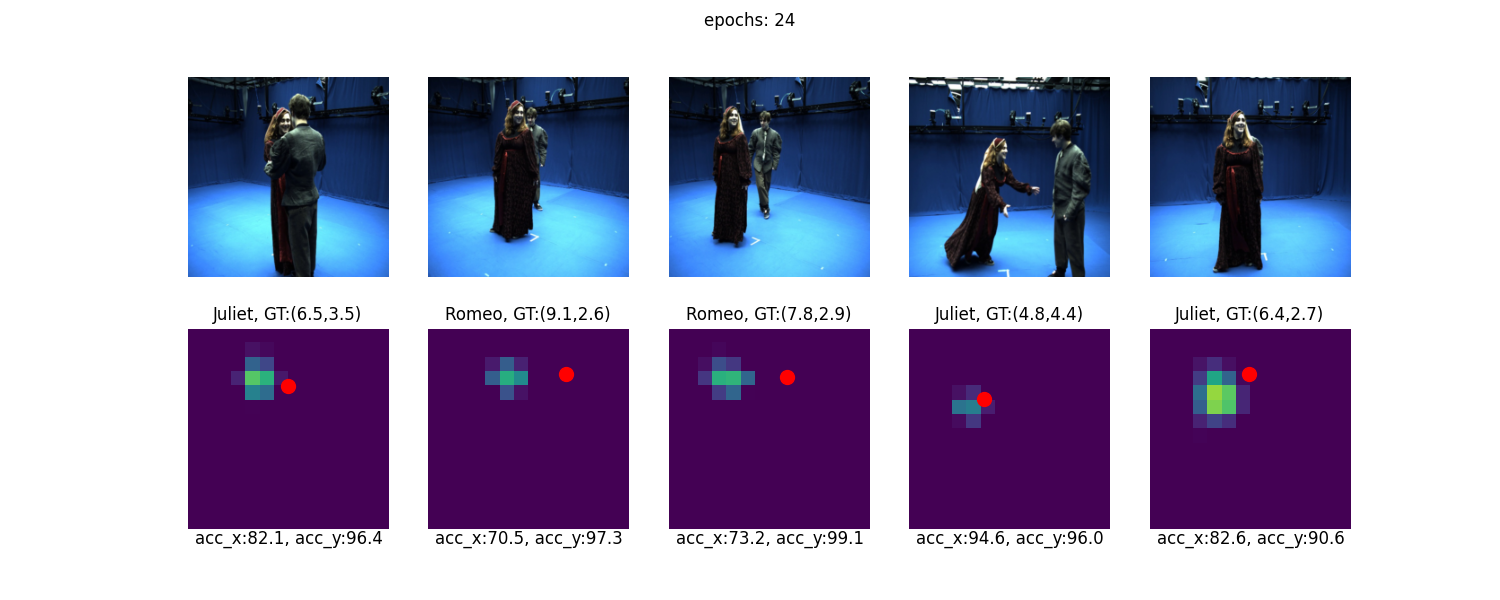 epochs: 24
Juliet, GT:(6.5,3.5)
Romeo, GT:(9.1,2.6)
Romeo, GT:(7.8,2.9)
Juliet, GT:(4.8,4.4)
Juliet, GT:(6.4,2.7)
acc_x:82.1, acc_y:96.4
acc_x:70.5, acc_y:97.3
acc_x:73.2, acc_y:99.1
acc_x:94.6, acc_y:96.0
acc_x:82.6, acc_y:90.6